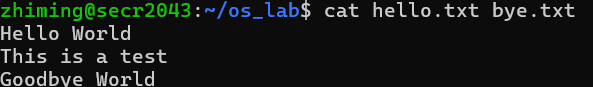 zhiming@secr2043:~/os_lab$ cat hello.txt bye.txt
Hello World
This is a test
Goodbye World